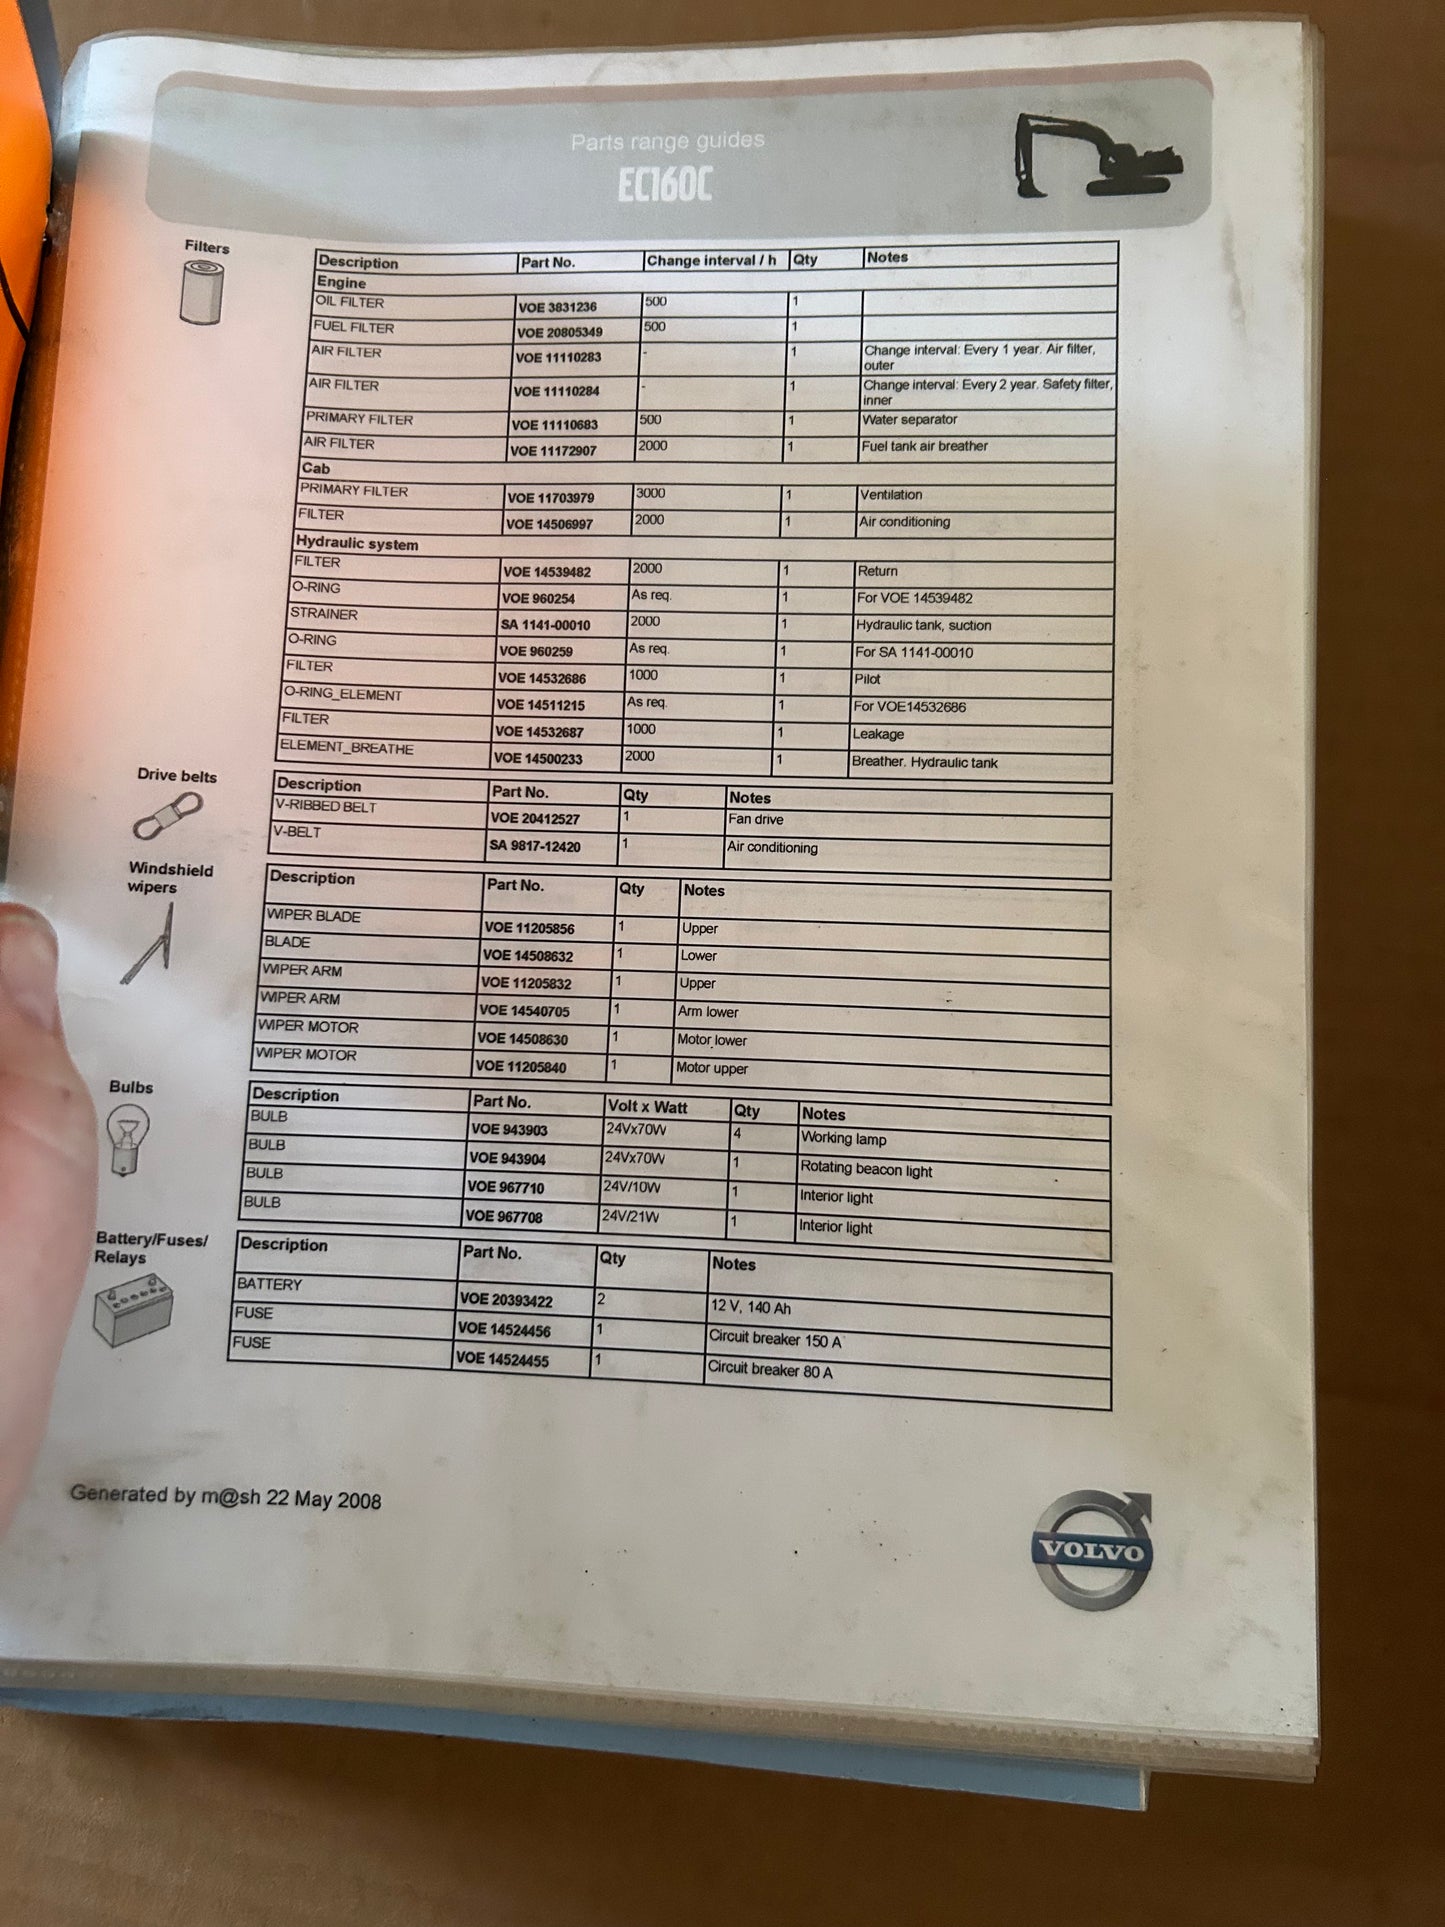 Parts range guides
EC160C
Filters
Description Part No. Change interval / h Qty Notes
Engine
OIL FILTER VOE 3831236 500 1
FUEL FILTER VOE 20805349 500 1
AIR FILTER VOE 11110283 - 1 Change interval: Every 1 year. Air filter,
outer
AIR FILTER VOE 11110284 - 1 Change interval: Every 2 year. Safety filter,
inner
PRIMARY FILTER VOE 11110683 500 1 Water separator
AIR FILTER VOE 11172907 2000 1 Fuel tank air breather
Cab
PRIMARY FILTER VOE 11703979 3000 1 Ventilation
FILTER VOE 14506997 2000 1 Air conditioning
Hydraulic system
FILTER VOE 14539482 2000 1 Return
O-RING VOE 960254 As req. 1 For VOE 14539482
STRAINER SA 1141-00010 2000 1 Hydraulic tank, suction
O-RING VOE 960259 As req. 1 For SA 1141-00010
FILTER VOE 14532686 1000 1 Pilot
O-RING_ELEMENT VOE 14511215 As req. 1 For VOE14532686
FILTER VOE 14532687 1000 1 Leakage
ELEMENT_BREATHE VOE 14500233 2000 1 Breather. Hydraulic tank
Drive belts
Description Part No. Qty Notes
V-RIBBED BELT VOE 20412527 1 Fan drive
V-BELT SA 9817-12420 1 Air conditioning
Windshield
wipers
Description Part No. Qty Notes
WIPER BLADE VOE 11205856 1 Upper
BLADE VOE 14508632 1 Lower
WIPER ARM VOE 11205832 1 Upper
WIPER ARM VOE 14540705 1 Arm lower
WIPER MOTOR VOE 14508630 1 Motor lower
WIPER MOTOR VOE 11205840 1 Motor upper
Bulbs
Description Part No. Volt x Watt Qty Notes
BULB VOE 943903 24Vx70W 4 Working lamp
BULB VOE 943904 24Vx70W 1 Rotating beacon light
BULB VOE 967710 24V/10W 1 Interior light
BULB VOE 967708 24V/21W 1 Interior light
Battery/Fuses/
Relays
Description Part No. Qty Notes
BATTERY VOE 20393422 2 12 V, 140 Ah
FUSE VOE 14524456 1 Circuit breaker 150 A
FUSE VOE 14524455 1 Circuit breaker 80 A
Generated by m@sh 22 May 2008
VOLVO